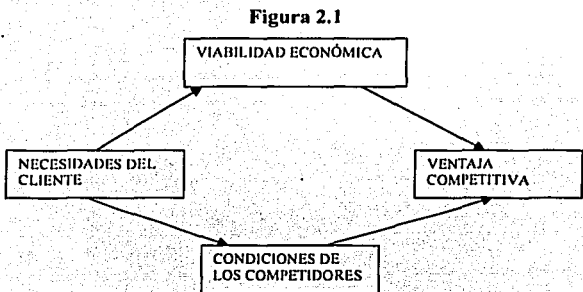 Figura 2.1
VIABILIDAD ECONÓMICA
NECESIDADES DEL
CLIENTE
VENTAJA
COMPETITIVA
CONDICIONES DE
LOS COMPETIDORES